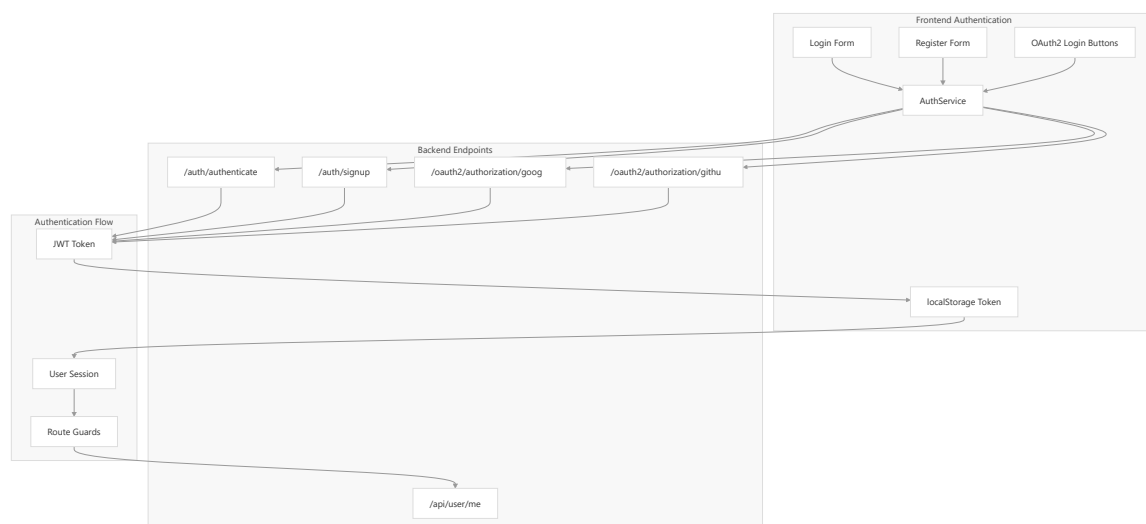 Frontend Authentication
Login Form
Register Form
OAuth2 Login Buttons
AuthService
Backend Endpoints
/auth/authenticate
/auth/signup
/oauth2/authorization/goog
/oauth2/authorization/githu
Authentication Flow
JWT Token
localStorage Token
User Session
Route Guards
/api/user/me